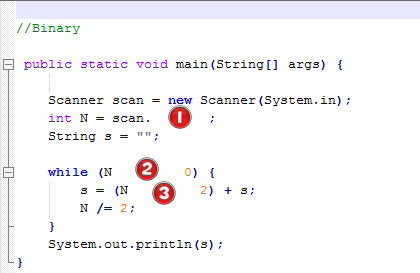 //Binary
public static void main(String[] args) {
Scanner scan = new Scanner(System.in);
int N = scan. 1 ;
String s = "";
while (N 2 0) {
s = (N 3 2) + s;
N /= 2;
}
System.out.println(s);
}